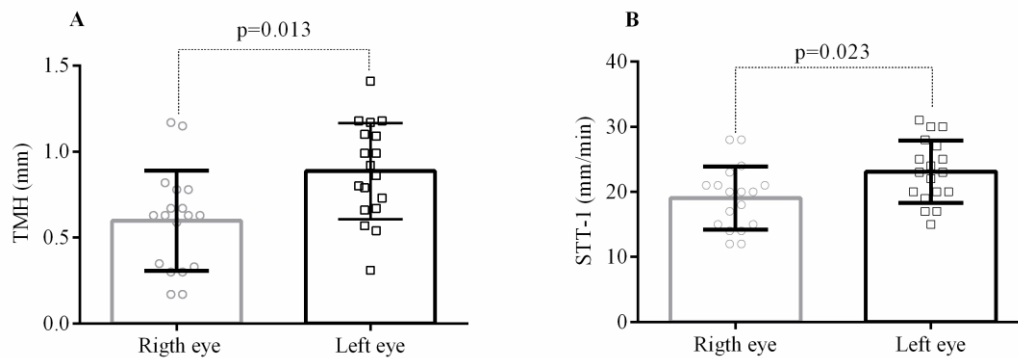 A
p=0.013
TMH (mm)
1.5
1.0
0.5
0.0
Rigth eye
Left eye
B
p=0.023
STT-1 (mm/min)
40
30
20
10
0
Rigth eye
Left eye